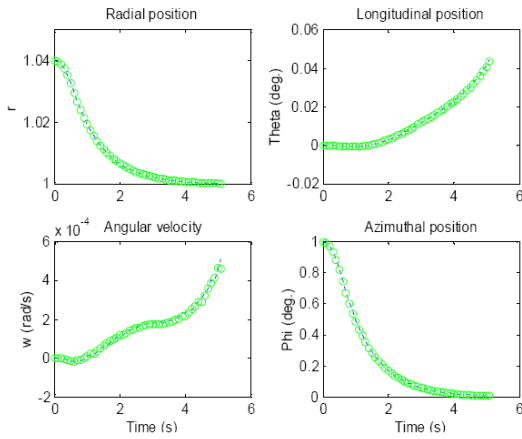 Radial position
1.04
1.02
1
r
0 2 4 6
Longitudinal position
0.06
0.04
0.02
0
-0.02
Theta (deg.)
0 2 4 6
x 10⁻⁴
Angular velocity
6
4
2
0
-2
w (rad/s)
0 2 4 6
Time (s)
Azimuthal position
1
0.8
0.6
0.4
0.2
0
Phi (deg.)
0 2 4 6
Time (s)